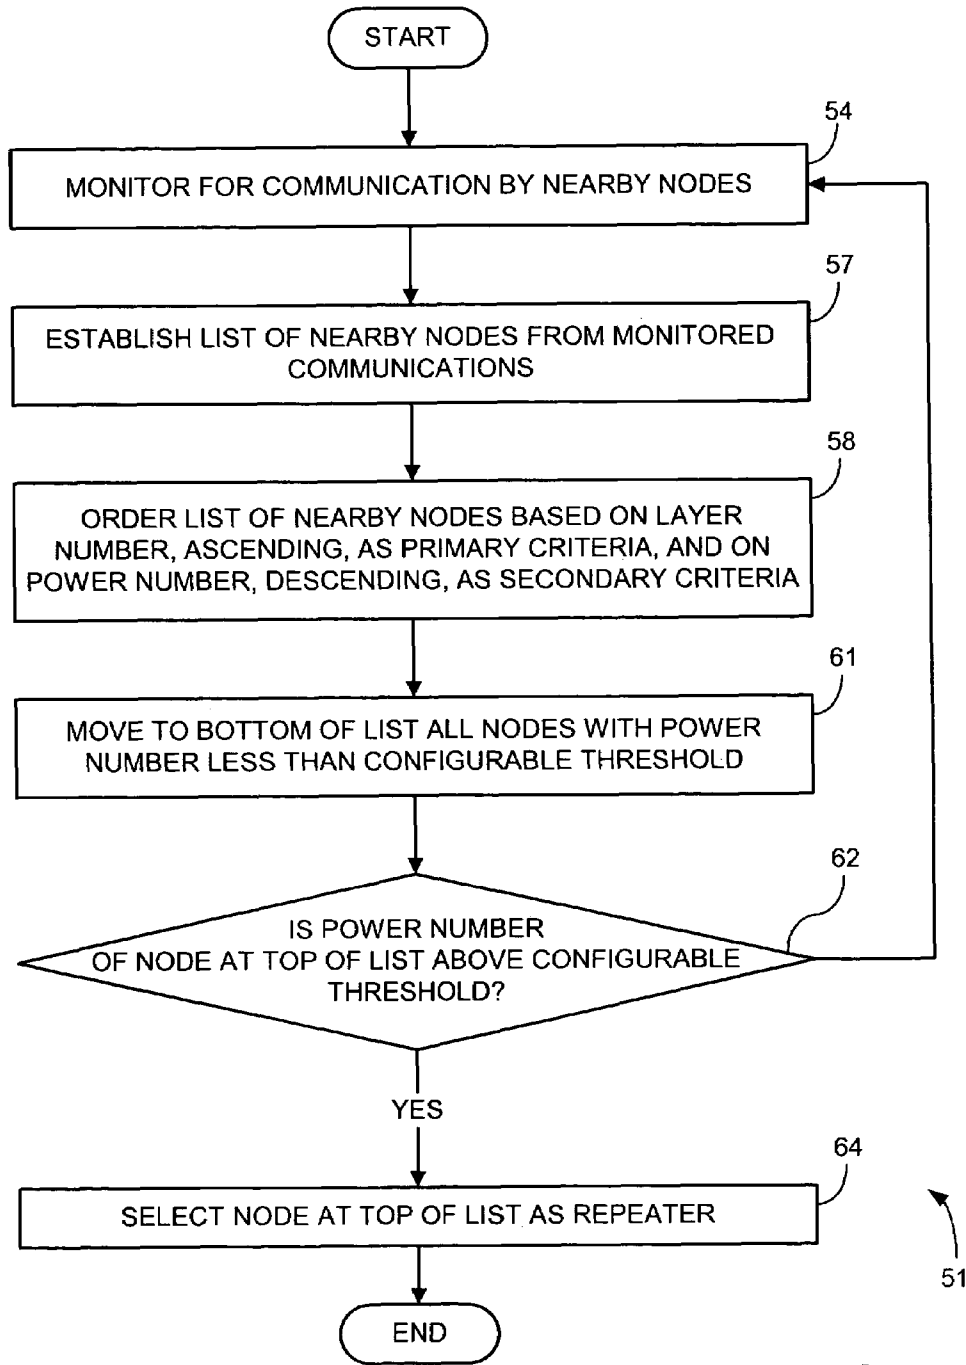 START
54
MONITOR FOR COMMUNICATION BY NEARBY NODES
57
ESTABLISH LIST OF NEARBY NODES FROM MONITORED
COMMUNICATIONS
58
ORDER LIST OF NEARBY NODES BASED ON LAYER
NUMBER, ASCENDING, AS PRIMARY CRITERIA, AND ON
POWER NUMBER, DESCENDING, AS SECONDARY CRITERIA
61
MOVE TO BOTTOM OF LIST ALL NODES WITH POWER
NUMBER LESS THAN CONFIGURABLE THRESHOLD
62
IS POWER NUMBER
OF NODE AT TOP OF LIST ABOVE CONFIGURABLE
THRESHOLD?
YES
64
SELECT NODE AT TOP OF LIST AS REPEATER
51
END